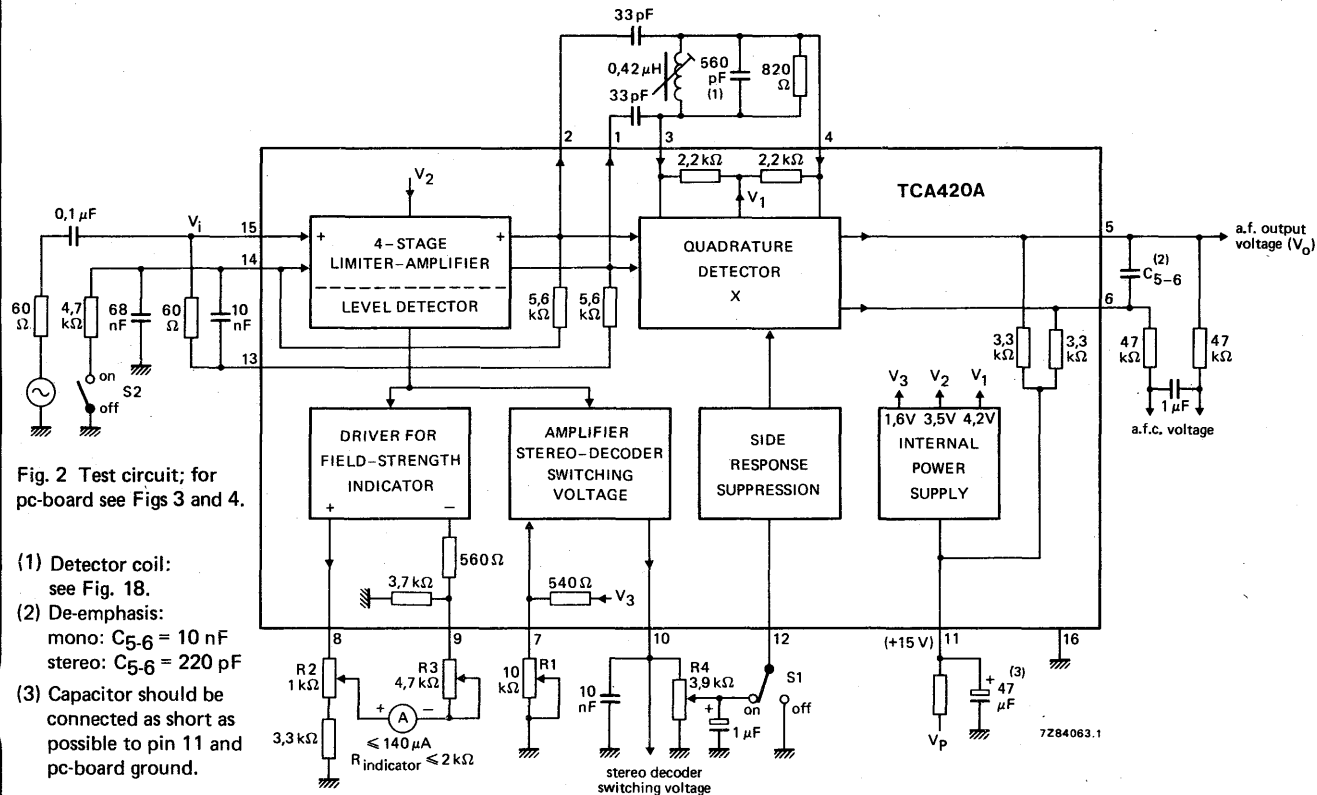 33 pF
0,42 µH
560 pF (1)
820 Ω
33 pF
2
1
3
4
2,2 kΩ
2,2 kΩ
TCA420A
V2
V1
0,1 µF
Vi
15
+
4-STAGE
LIMITER-AMPLIFIER
+
LEVEL DETECTOR
QUADRATURE
DETECTOR
X
5
a.f. output
voltage (Vo)
(2)
C5-6
6
14
60 Ω
4,7 kΩ
68 nF
60 Ω
10 nF
13
5,6 kΩ
5,6 kΩ
3,3 kΩ
3,3 kΩ
47 kΩ
47 kΩ
1 µF
a.f.c. voltage
on
S2
off
V3
V2
V1
1,6V
3,5V
4,2V
INTERNAL
POWER
SUPPLY
DRIVER FOR
FIELD-STRENGTH
INDICATOR
+
−
AMPLIFIER
STEREO-DECODER
SWITCHING
VOLTAGE
SIDE
RESPONSE
SUPPRESSION
Fig. 2 Test circuit; for
pc-board see Figs 3 and 4.
(1) Detector coil:
see Fig. 18.
(2) De-emphasis:
mono: C5-6 = 10 nF
stereo: C5-6 = 220 pF
(3) Capacitor should be
connected as short as
possible to pin 11 and
pc-board ground.
560 Ω
3,7 kΩ
540 Ω
V3
8
9
7
10
12
(+15 V)
11
16
R2
1 kΩ
3,3 kΩ
+
A
−
≤ 140 µA
R indicator ≤ 2 kΩ
R3
4,7 kΩ
10 kΩ
R1
10 nF
R4
3,9 kΩ
+
1 µF
on
S1
off
stereo decoder
switching voltage
VP
+
(3)
47 µF
7Z84063.1